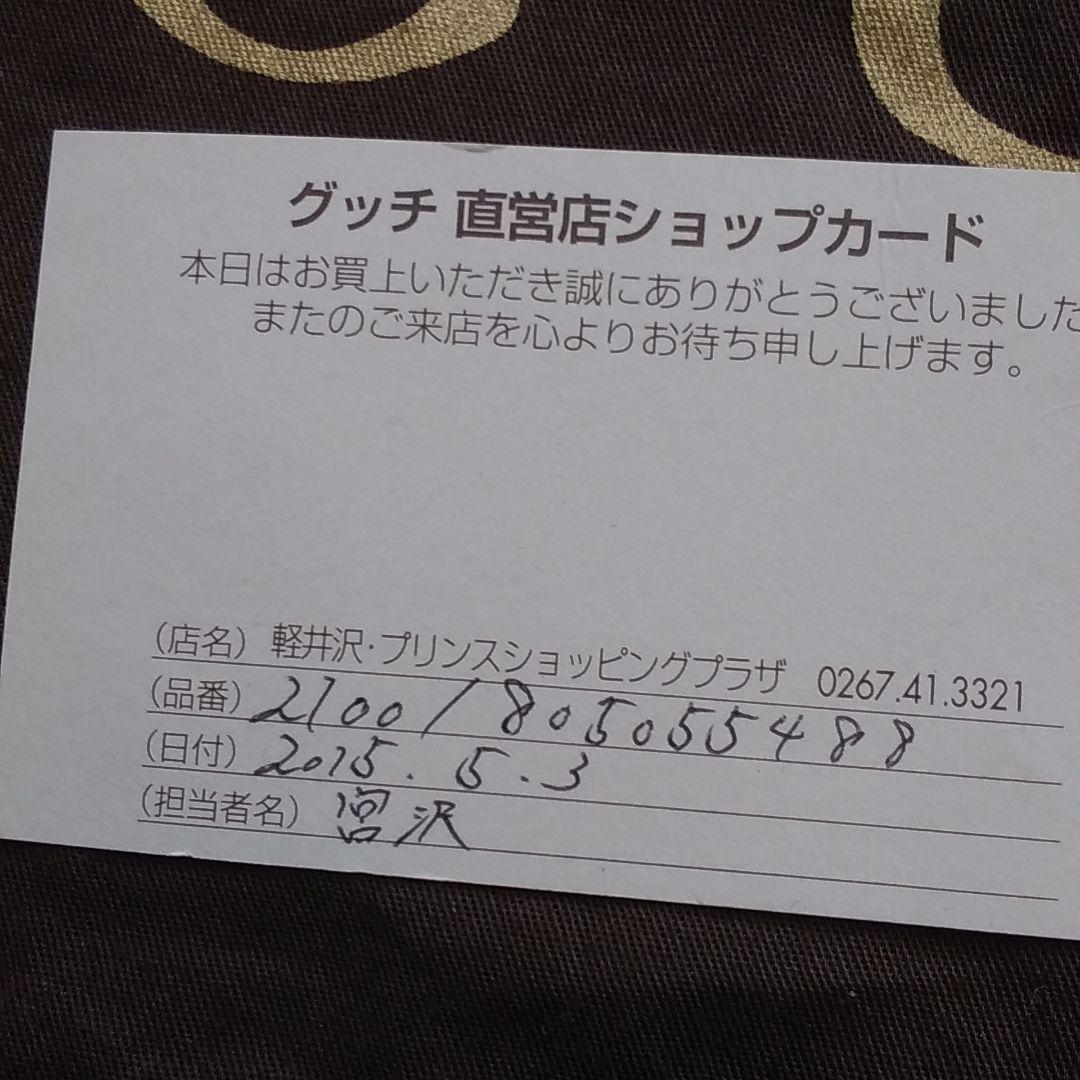 グッチ 直営店ショップカード
本日はお買上いただき誠にありがとうございました
またのご来店を心よりお待ち申し上げます。
(店名) 軽井沢・プリンスショッピングプラザ 0267.41.3321
(品番) 2100/805055488
(日付) 2015.5.3
(担当者名) 宮沢